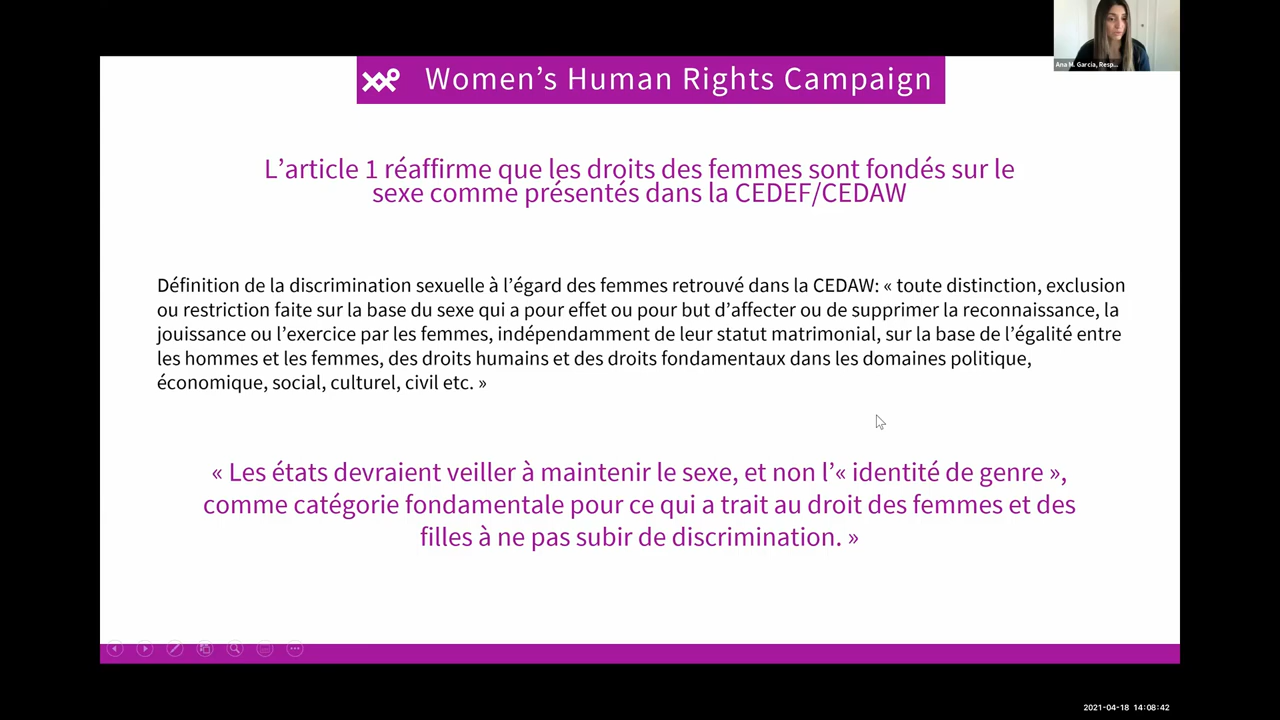 Women’s Human Rights Campaign
Ana M. Garcia, Resp...
L’article 1 réaffirme que les droits des femmes sont fondés sur le
sexe comme présentés dans la CEDEF/CEDAW
Définition de la discrimination sexuelle à l’égard des femmes retrouvé dans la CEDAW: « toute distinction, exclusion
ou restriction faite sur la base du sexe qui a pour effet ou pour but d’affecter ou de supprimer la reconnaissance, la
jouissance ou l’exercice par les femmes, indépendamment de leur statut matrimonial, sur la base de l’égalité entre
les hommes et les femmes, des droits humains et des droits fondamentaux dans les domaines politique,
économique, social, culturel, civil etc. »
« Les états devraient veiller à maintenir le sexe, et non l’« identité de genre »,
comme catégorie fondamentale pour ce qui a trait au droit des femmes et des
filles à ne pas subir de discrimination. »
2021-04-18 14:08:42